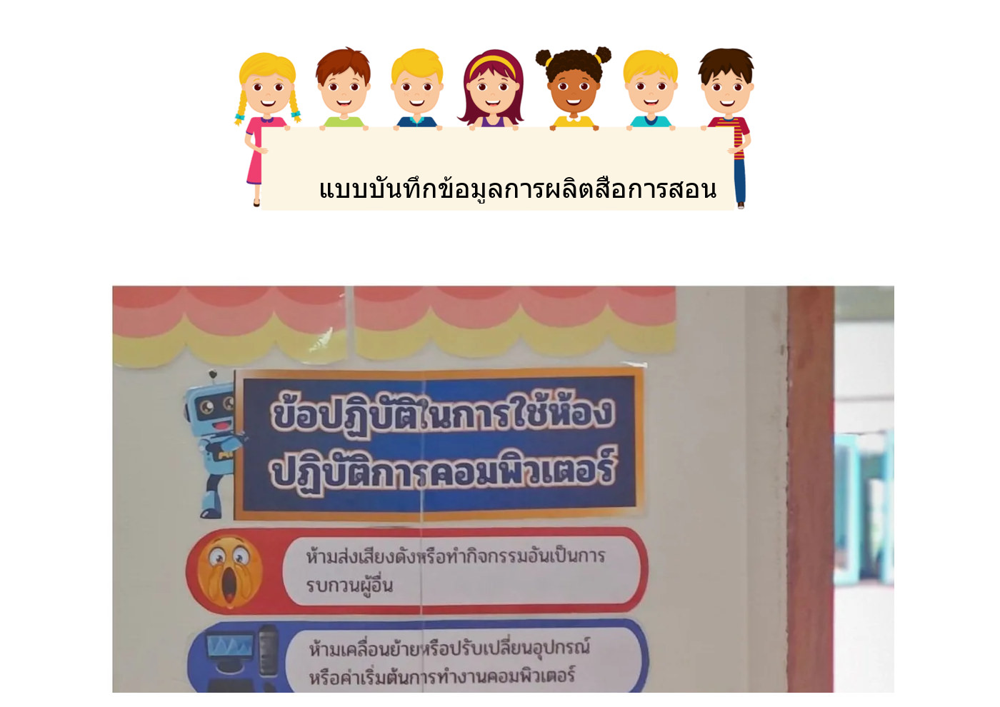 แบบบันทึกข้อมูลการผลิตสื่อการสอน
ข้อปฏิบัติในการใช้ห้อง
ปฏิบัติการคอมพิวเตอร์
ห้ามส่งเสียงดังหรือทำกิจกรรมอันเป็นการ
รบกวนผู้อื่น
ห้ามเคลื่อนย้ายหรือปรับเปลี่ยนอุปกรณ์
หรือค่าเริ่มต้นการทำงานคอมพิวเตอร์